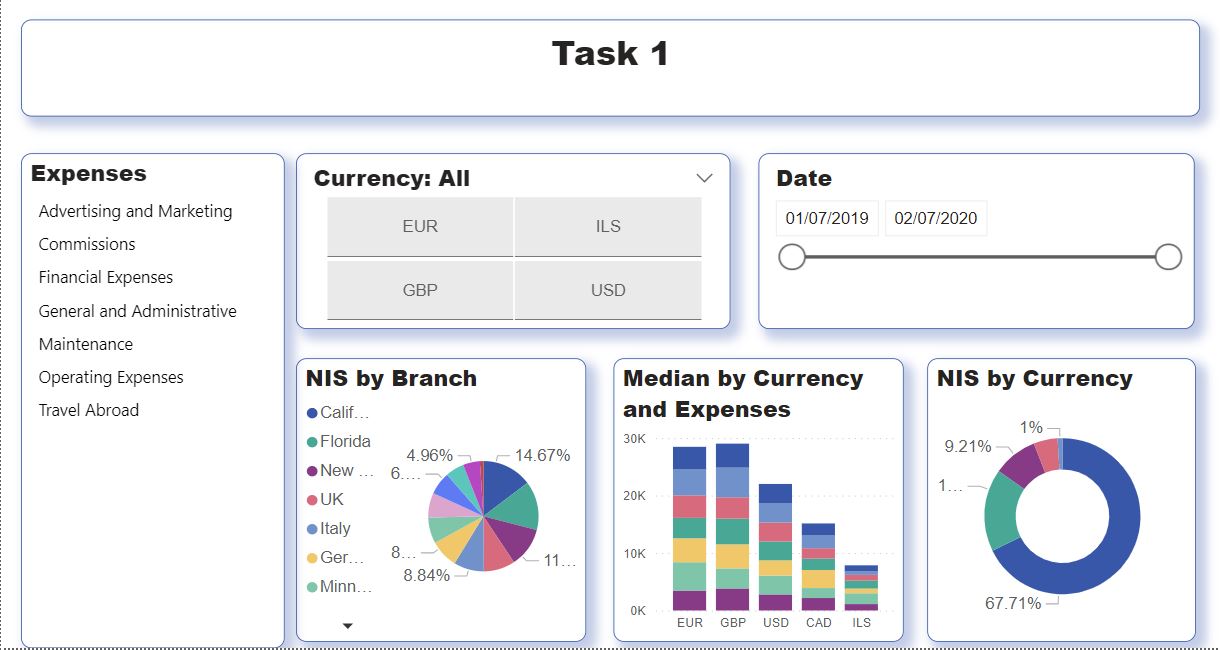 Task 1
Expenses
Advertising and Marketing
Commissions
Financial Expenses
General and Administrative
Maintenance
Operating Expenses
Travel Abroad
Currency: All
EUR ILS
GBP USD
Date
01/07/2019 02/07/2020
NIS by Branch
Calif...
Florida
New ...
UK
Italy
Ger...
Minn...
4.96% 14.67%
6....
8... 11...
8.84%
Median by Currency
and Expenses
30K
20K
10K
0K
EUR GBP USD CAD ILS
NIS by Currency
1%
9.21%
1...
67.71%